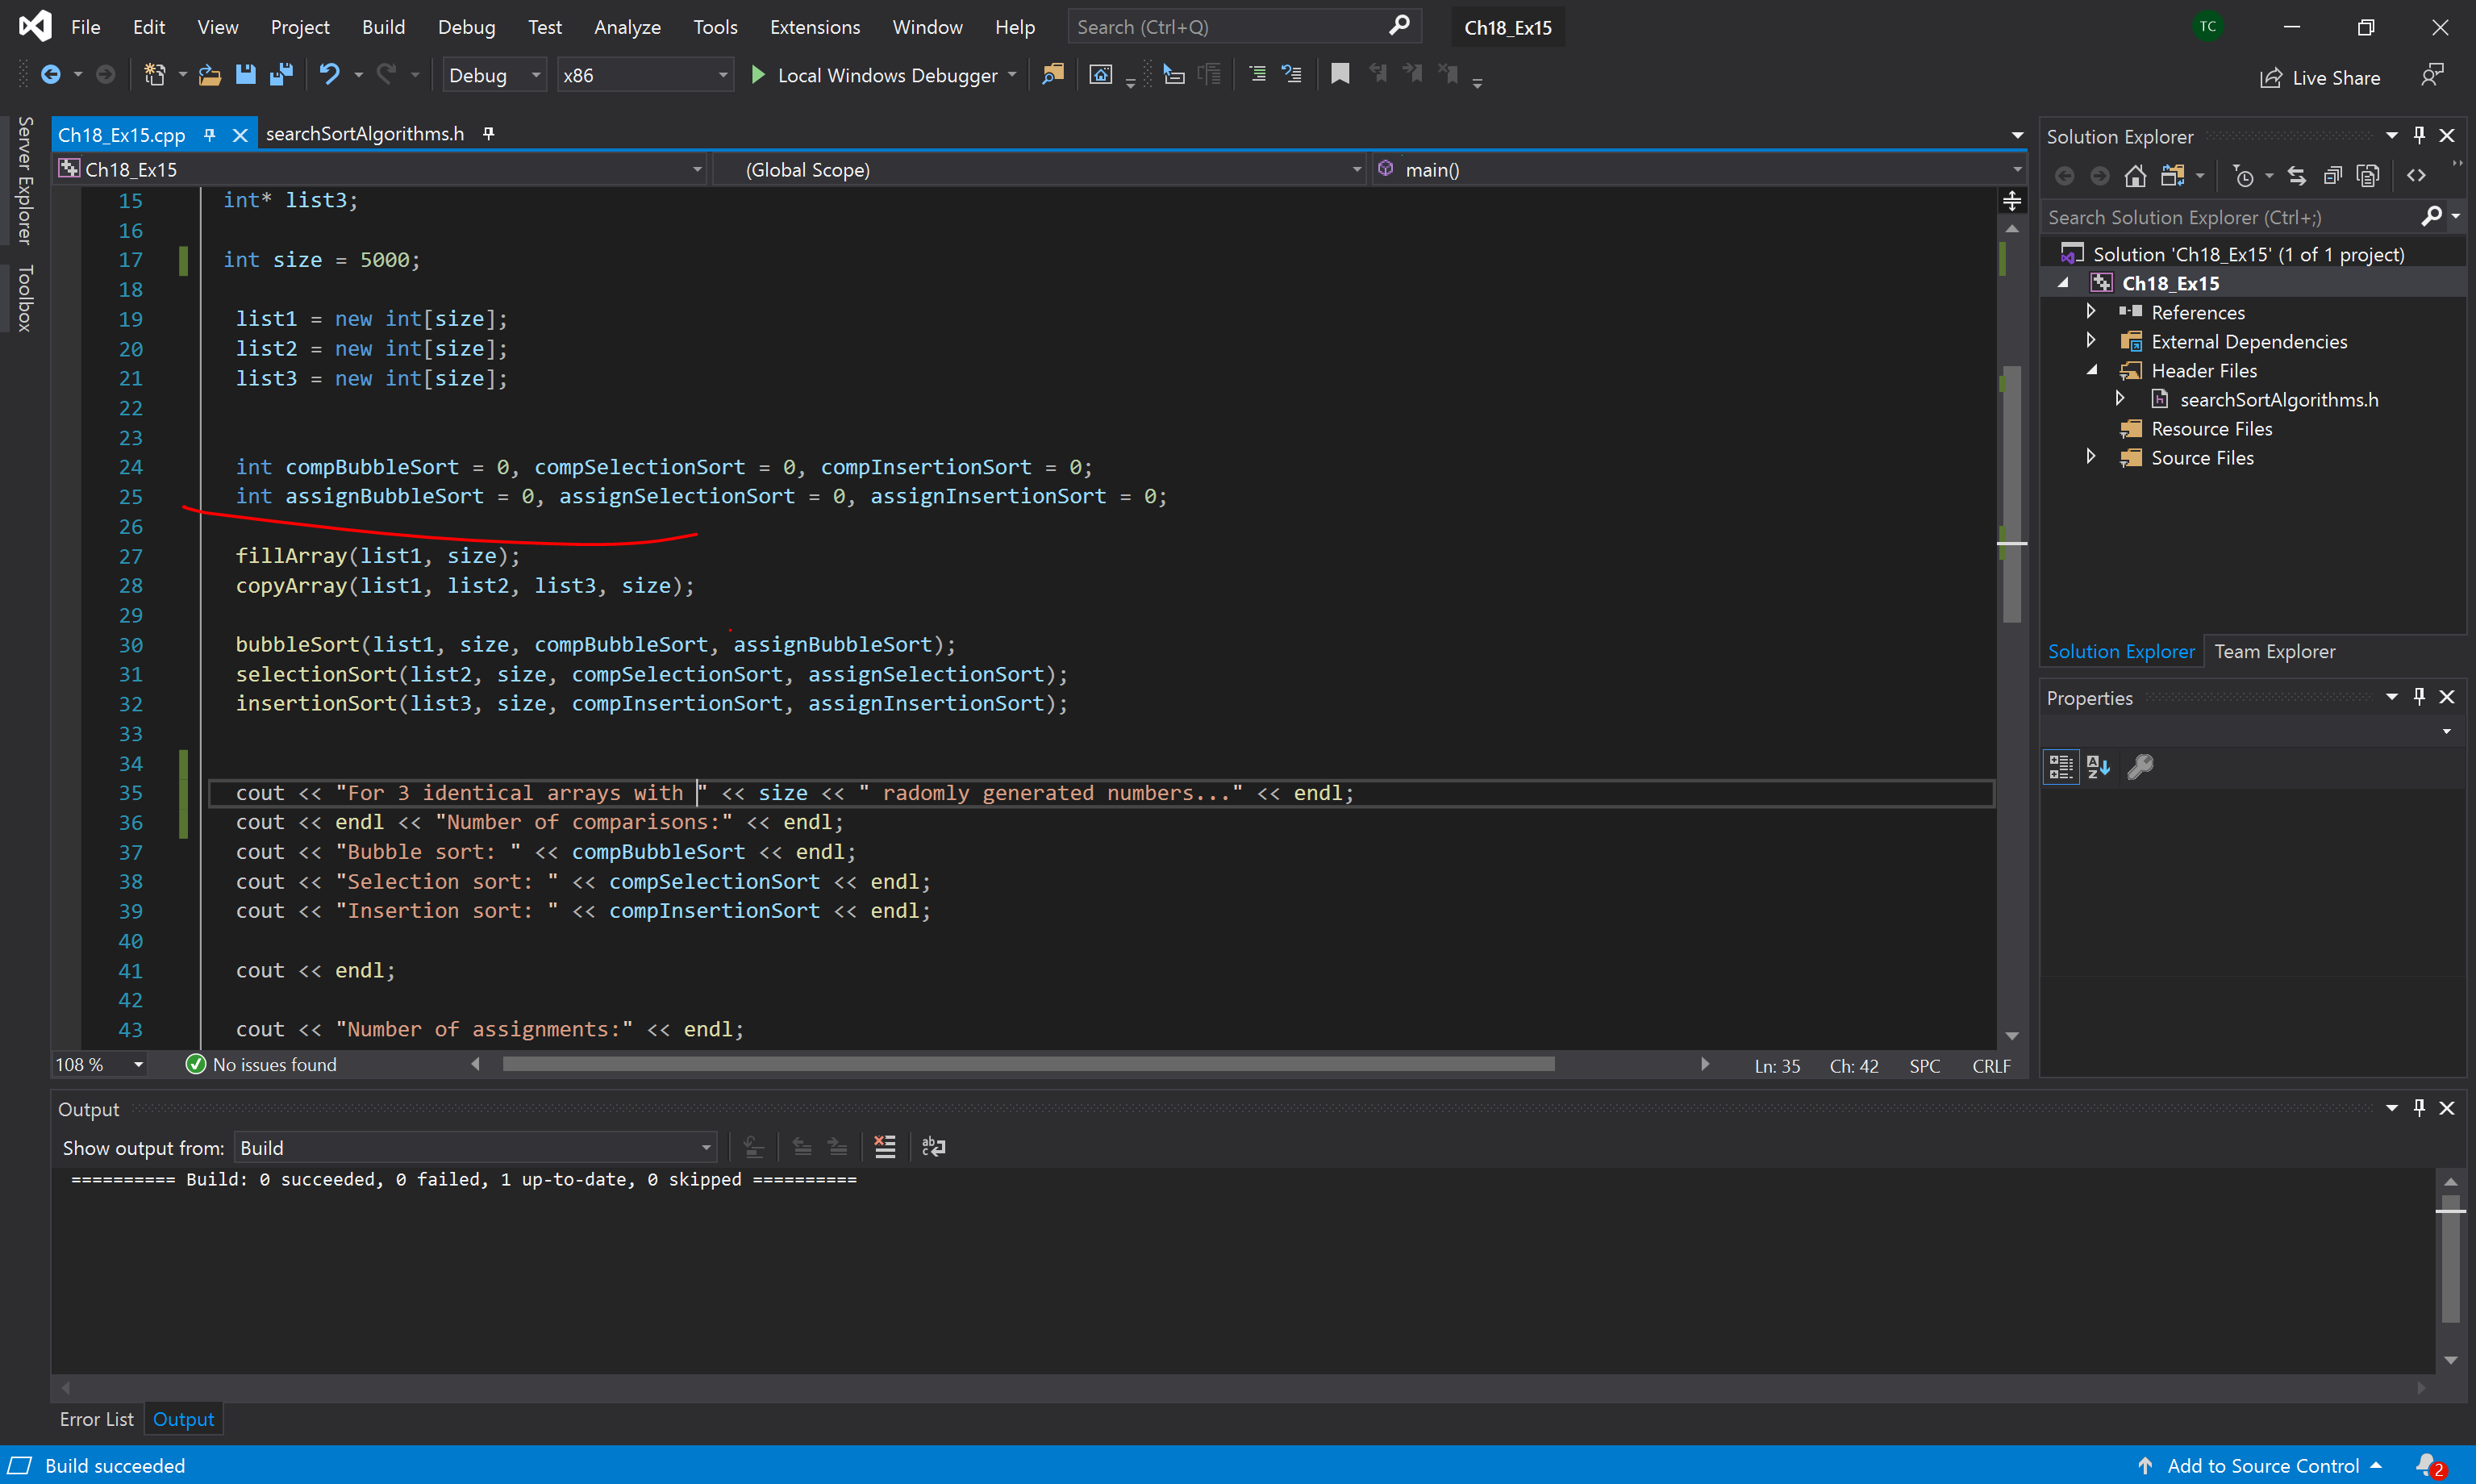 File Edit View Project Build Debug Test Analyze Tools Extensions Window Help Search (Ctrl+Q) Ch18_Ex15 TC
Debug x86 Local Windows Debugger Live Share
Server Explorer
Toolbox
Ch18_Ex15.cpp searchSortAlgorithms.h
Ch18_Ex15 (Global Scope) main()
15 int* list3;
16
17 int size = 5000;
18
19 list1 = new int[size];
20 list2 = new int[size];
21 list3 = new int[size];
22
23
24 int compBubbleSort = 0, compSelectionSort = 0, compInsertionSort = 0;
25 int assignBubbleSort = 0, assignSelectionSort = 0, assignInsertionSort = 0;
26
27 fillArray(list1, size);
28 copyArray(list1, list2, list3, size);
29
30 bubbleSort(list1, size, compBubbleSort, assignBubbleSort);
31 selectionSort(list2, size, compSelectionSort, assignSelectionSort);
32 insertionSort(list3, size, compInsertionSort, assignInsertionSort);
33
34
35 cout << "For 3 identical arrays with " << size << " radomly generated numbers..." << endl;
36 cout << endl << "Number of comparisons:" << endl;
37 cout << "Bubble sort: " << compBubbleSort << endl;
38 cout << "Selection sort: " << compSelectionSort << endl;
39 cout << "Insertion sort: " << compInsertionSort << endl;
40
41 cout << endl;
42
43 cout << "Number of assignments:" << endl;
108 % No issues found Ln: 35 Ch: 42 SPC CRLF
Solution Explorer
Search Solution Explorer (Ctrl+;)
Solution 'Ch18_Ex15' (1 of 1 project)
Ch18_Ex15
References
External Dependencies
Header Files
searchSortAlgorithms.h
Resource Files
Source Files
Solution Explorer Team Explorer
Properties
Output
Show output from: Build
========== Build: 0 succeeded, 0 failed, 1 up-to-date, 0 skipped ==========
Error List Output
Build succeeded Add to Source Control 2